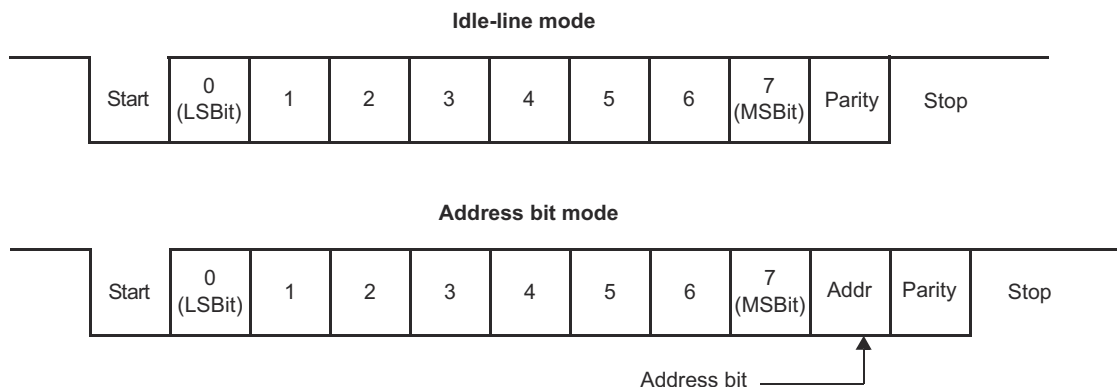 Idle-line mode
Start 0 (LSBit) 1 2 3 4 5 6 7 (MSBit) Parity Stop
Address bit mode
Start 0 (LSBit) 1 2 3 4 5 6 7 (MSBit) Addr Parity Stop
Address bit